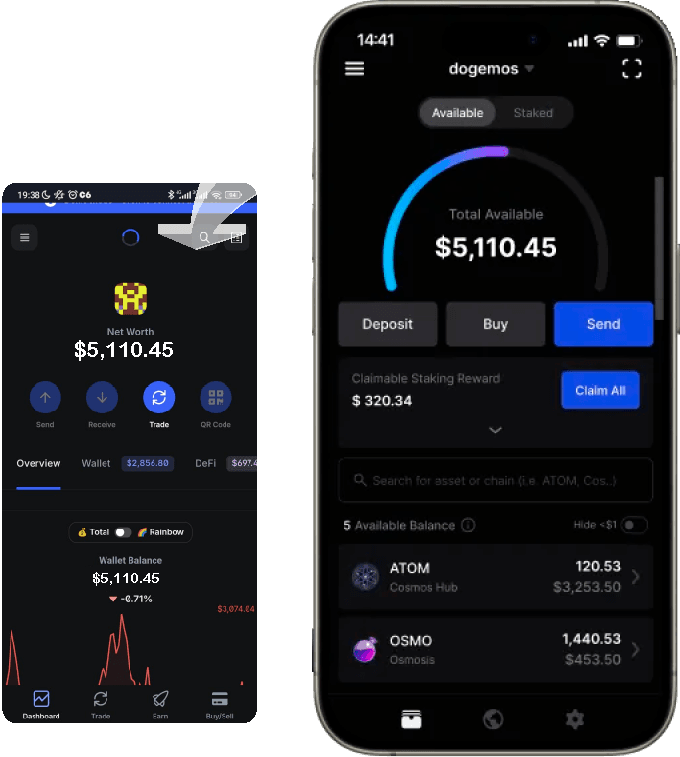 19:38
94
Net Worth
$5,110.45
Send
Receive
Trade
QR Code
Overview
Wallet
$2,856.80
DeFi
$697.4
Total
Rainbow
Wallet Balance
$5,110.45
-0.71%
$3,074.64
Dashboard
Trade
Earn
Buy/Sell
14:41
dogemos
Available
Staked
Total Available
$5,110.45
Deposit
Buy
Send
Claimable Staking Reward
$ 320.34
Claim All
Search for asset or chain (i.e. ATOM, Cos..)
5 Available Balance
Hide <$1
ATOM
120.53
Cosmos Hub
$3,253.50
OSMO
1,440.53
Osmosis
$453.50